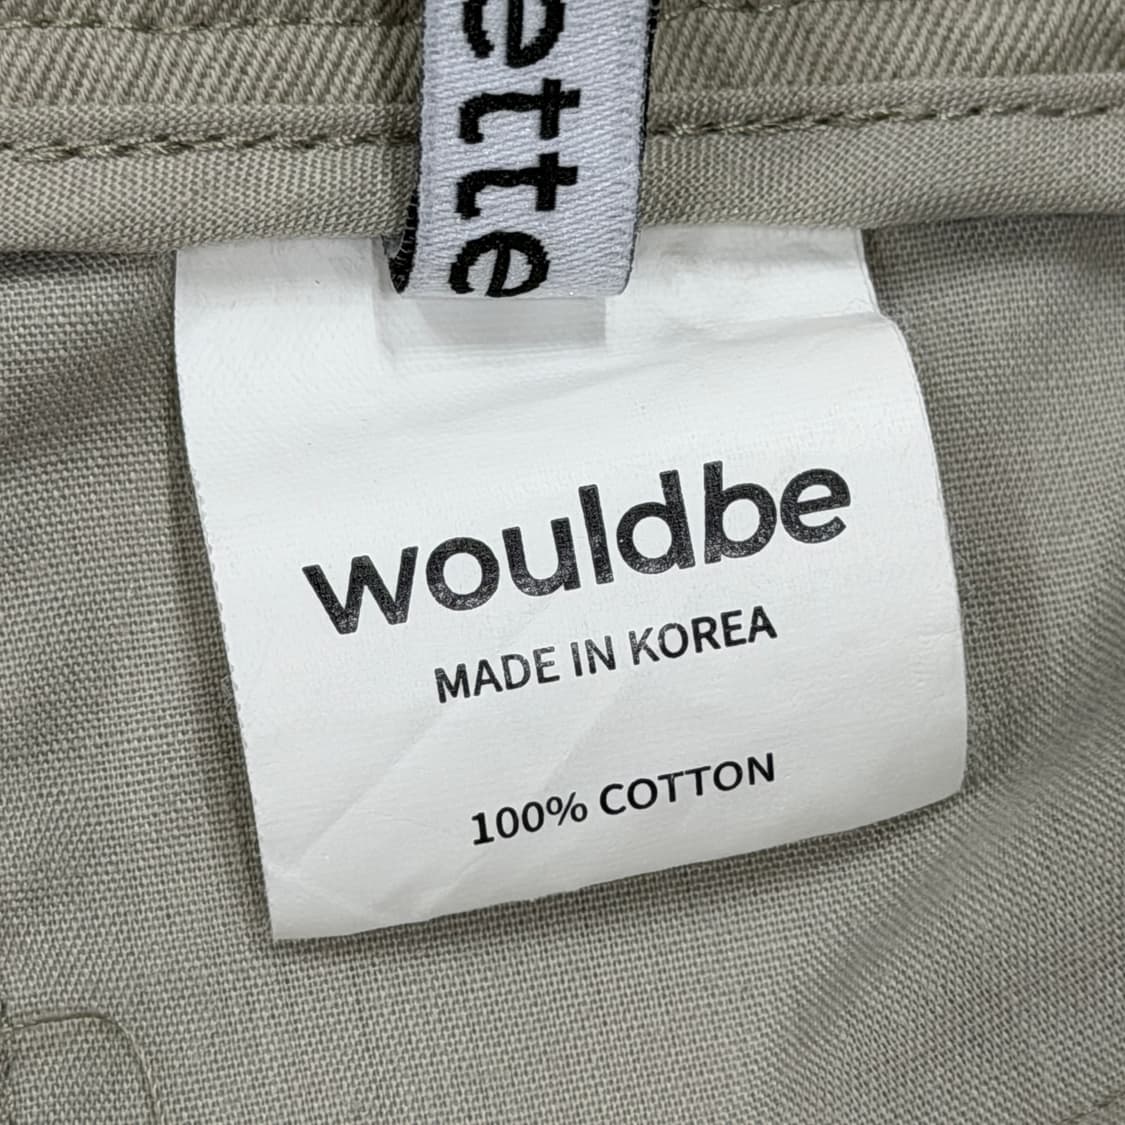 ette
wouldbe
MADE IN KOREA
100% COTTON